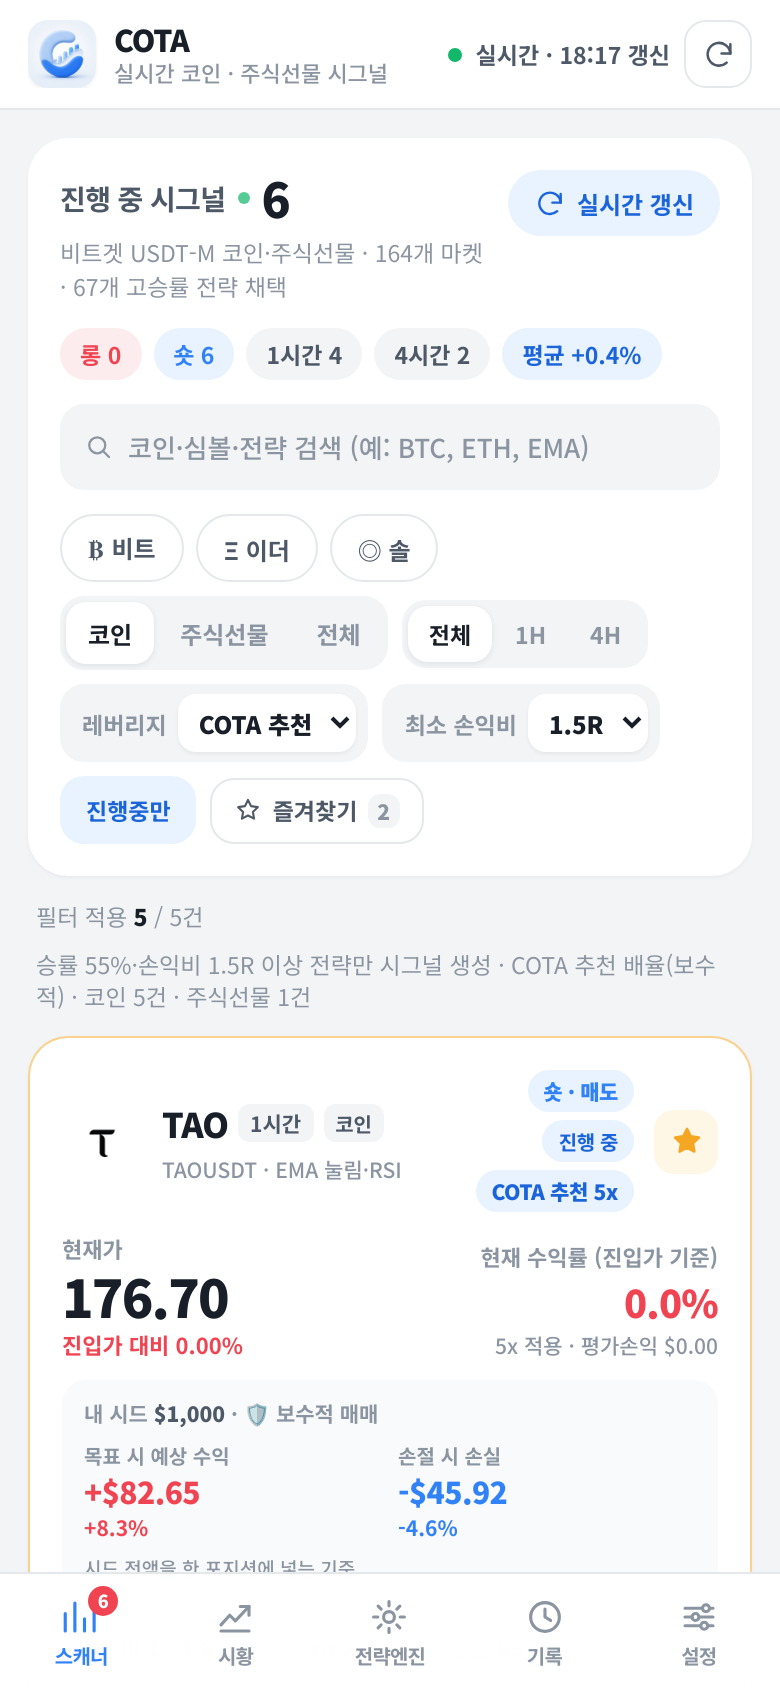 COTA
실시간 코인 · 주식선물 시그널
실시간 · 18:17 갱신
진행 중 시그널 6
실시간 갱신
비트겟 USDT-M 코인·주식선물 · 164개 마켓
· 67개 고승률 전략 채택
롱 0
숏 6
1시간 4
4시간 2
평균 +0.4%
코인·심볼·전략 검색 (예: BTC, ETH, EMA)
₿ 비트
Ξ 이더
◎ 솔
코인
주식선물
전체
전체
1H
4H
레버리지
COTA 추천
최소 손익비
1.5R
진행중만
즐겨찾기 2
필터 적용 5 / 5건
승률 55%·손익비 1.5R 이상 전략만 시그널 생성 · COTA 추천 배율(보수
적) · 코인 5건 · 주식선물 1건
TAO 1시간 코인
TAOUSDT · EMA 눌림·RSI
숏 · 매도
진행 중
COTA 추천 5x
현재가
176.70
진입가 대비 0.00%
현재 수익률 (진입가 기준)
0.0%
5x 적용 · 평가손익 $0.00
내 시드 $1,000 · 🛡️ 보수적 매매
목표 시 예상 수익
+$82.65
+8.3%
손절 시 손실
-$45.92
-4.6%
시드 전액을 한 포지션에 넣는 기준
6
스캐너
시황
전략엔진
기록
설정